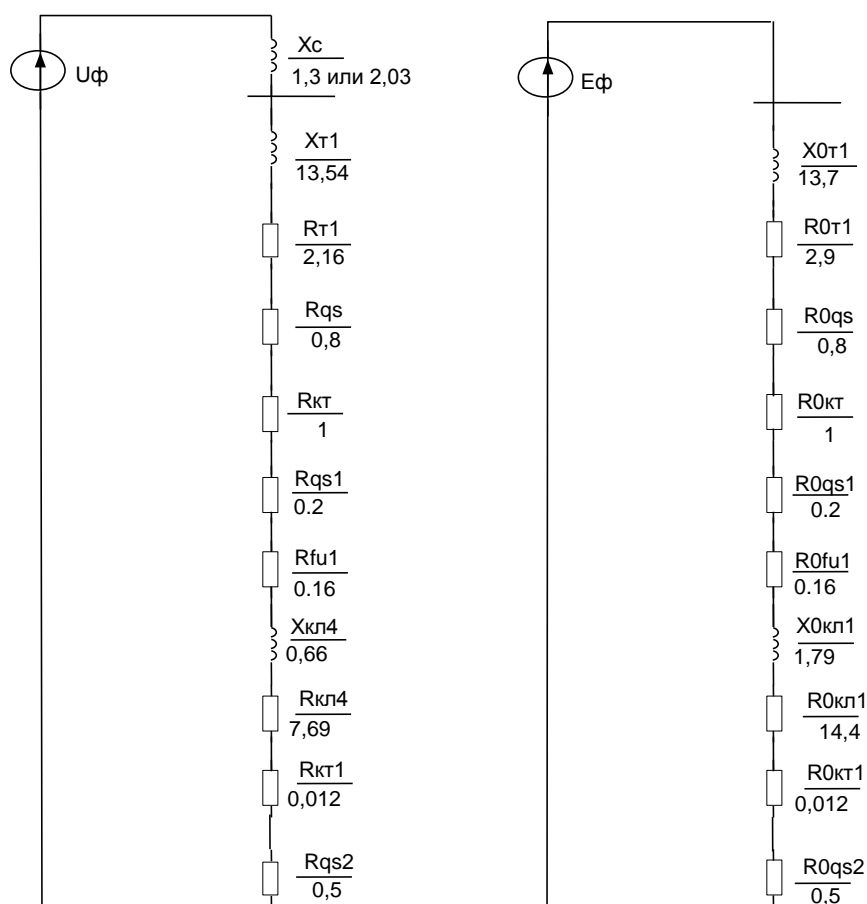 Uф
Xс
1,3 или 2,03
Xт1
13,54
Rт1
2,16
Rqs
0,8
Rкт
1
Rqs1
0.2
Rfu1
0.16
Xкл4
0,66
Rкл4
7,69
Rкт1
0,012
Rqs2
0,5
Eф
X0т1
13,7
R0т1
2,9
R0qs
0,8
R0кт
1
R0qs1
0.2
R0fu1
0.16
X0кл1
1,79
R0кл1
14,4
R0кт1
0,012
R0qs2
0,5